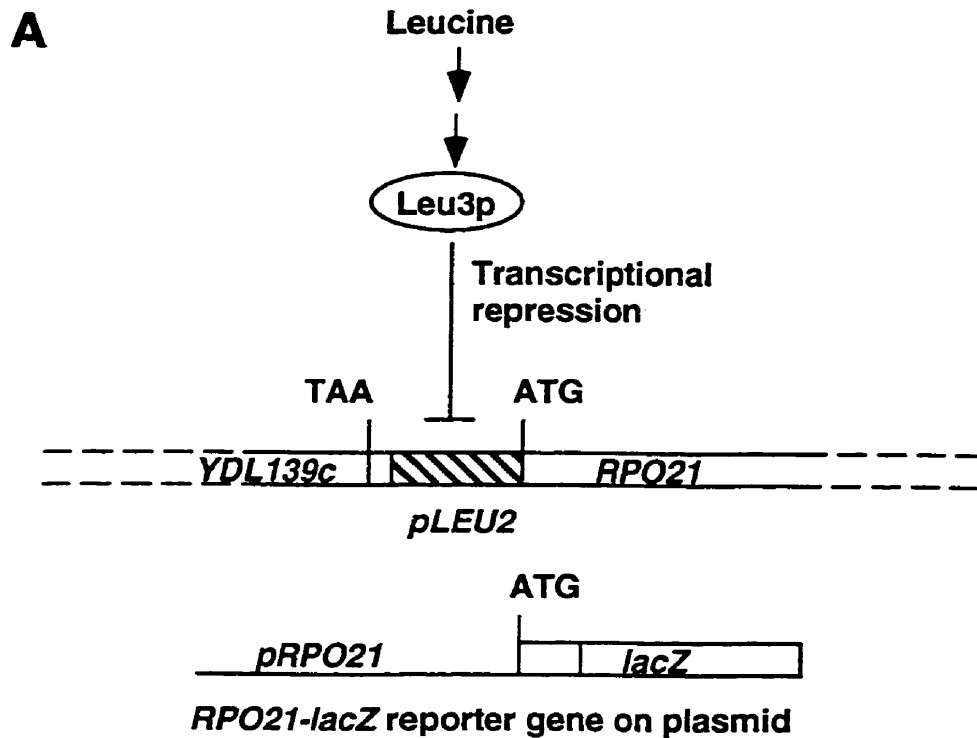 A
Leucine
Leu3p
Transcriptional
repression
TAA
ATG
YDL139c
RPO21
pLEU2
ATG
pRPO21
lacZ
RPO21-lacZ reporter gene on plasmid